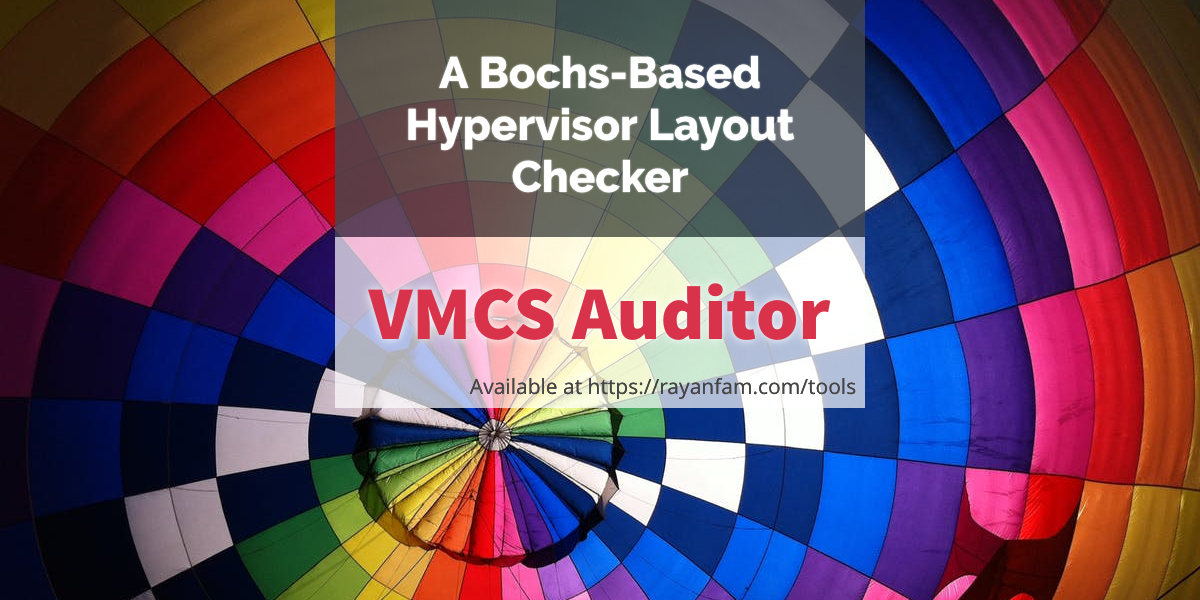 A Bochs-Based
Hypervisor Layout
Checker
VMCS Auditor
Available at https://rayanfam.com/tools